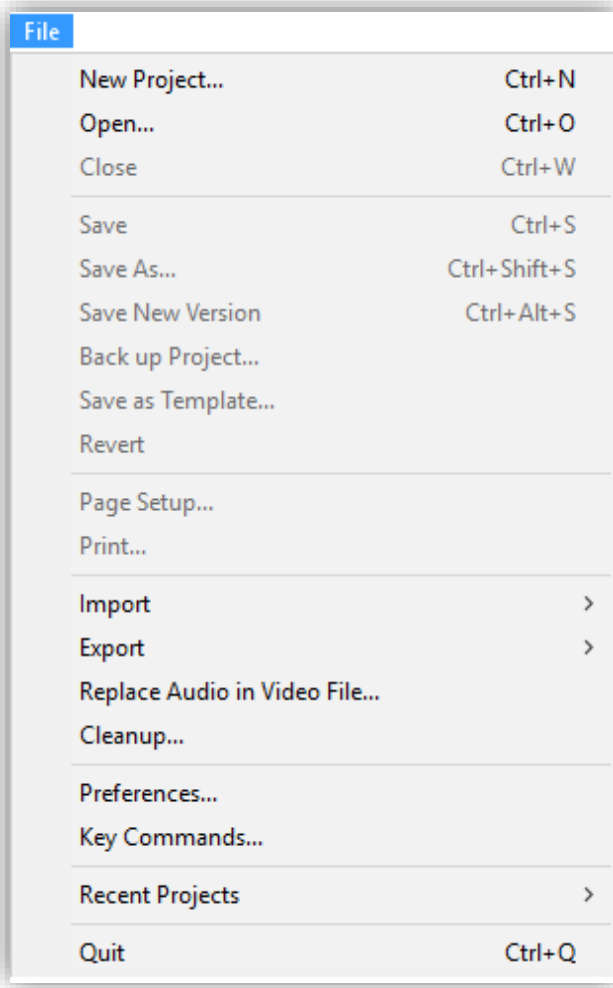 File
New Project... Ctrl+N
Open... Ctrl+O
Close Ctrl+W
Save Ctrl+S
Save As... Ctrl+Shift+S
Save New Version Ctrl+Alt+S
Back up Project...
Save as Template...
Revert
Page Setup...
Print...
Import
Export
Replace Audio in Video File...
Cleanup...
Preferences...
Key Commands...
Recent Projects
Quit Ctrl+Q